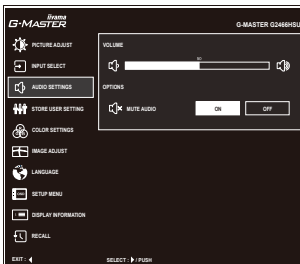 iiyama
G-MASTER
G-MASTER G2466HSU
PICTURE ADJUST
INPUT SELECT
AUDIO SETTINGS
STORE USER SETTING
COLOR SETTINGS
IMAGE ADJUST
LANGUAGE
SETUP MENU
DISPLAY INFORMATION
RECALL
VOLUME
50
OPTIONS
MUTE AUDIO
ON
OFF
EXIT :
SELECT : / PUSH